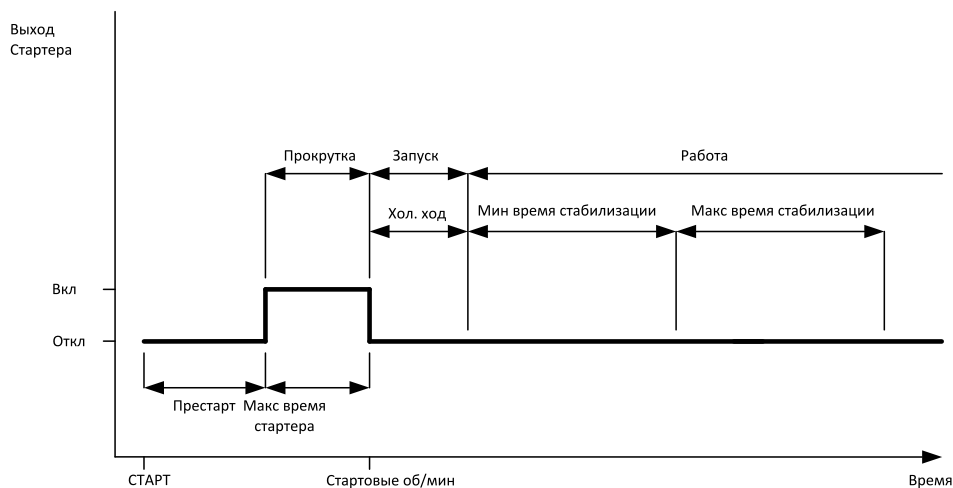 Выход
Стартера
Прокрутка
Запуск
Работа
Хол. ход
Мин время стабилизации
Макс время стабилизации
Вкл
Откл
Престарт
Макс время
стартера
СТАРТ
Стартовые об/мин
Время